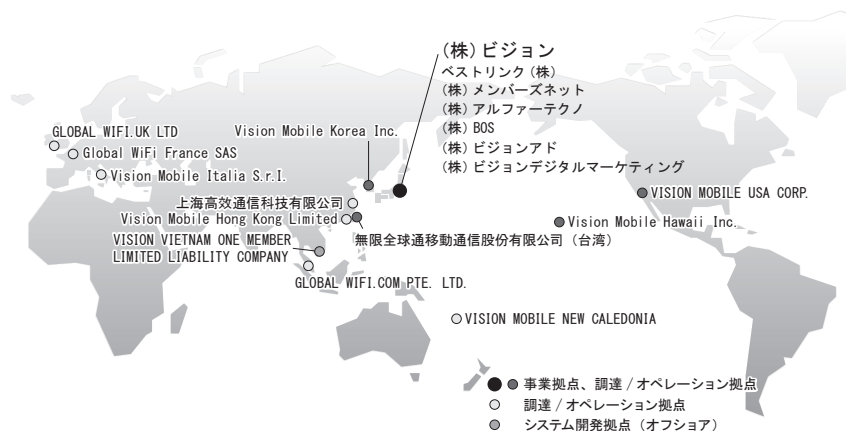 (株) ビジョン
ベストリンク (株)
(株) メンバーズネット
(株) アルファーテクノ
(株) BOS
(株) ビジョンアド
(株) ビジョンデジタルマーケティング
GLOBAL WIFI.UK LTD
Vision Mobile Korea Inc.
Global WiFi France SAS
Vision Mobile Italia S.r.l.
上海高效通信科技有限公司
Vision Mobile Hong Kong Limited
VISION VIETNAM ONE MEMBER
LIMITED LIABILITY COMPANY
無限全球通移動通信股份有限公司 (台湾)
GLOBAL WIFI.COM PTE. LTD.
VISION MOBILE USA CORP.
Vision Mobile Hawaii Inc.
VISION MOBILE NEW CALEDONIA
事業拠点、調達 / オペレーション拠点
調達 / オペレーション拠点
システム開発拠点 (オフショア)